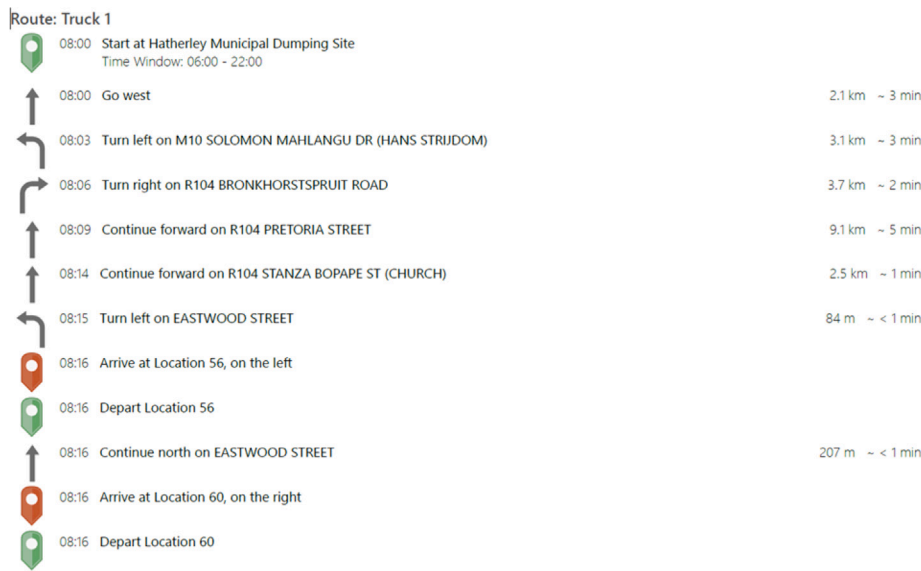 Route: Truck 1
08:00 Start at Hatherley Municipal Dumping Site
Time Window: 06:00 - 22:00
08:00 Go west 2.1 km ~ 3 min
08:03 Turn left on M10 SOLOMON MAHLANGU DR (HANS STRIJDOM) 3.1 km ~ 3 min
08:06 Turn right on R104 BRONKHORSTSPRUIT ROAD 3.7 km ~ 2 min
08:09 Continue forward on R104 PRETORIA STREET 9.1 km ~ 5 min
08:14 Continue forward on R104 STANZA BOPAPE ST (CHURCH) 2.5 km ~ 1 min
08:15 Turn left on EASTWOOD STREET 84 m ~ < 1 min
08:16 Arrive at Location 56, on the left
08:16 Depart Location 56
08:16 Continue north on EASTWOOD STREET 207 m ~ < 1 min
08:16 Arrive at Location 60, on the right
08:16 Depart Location 60